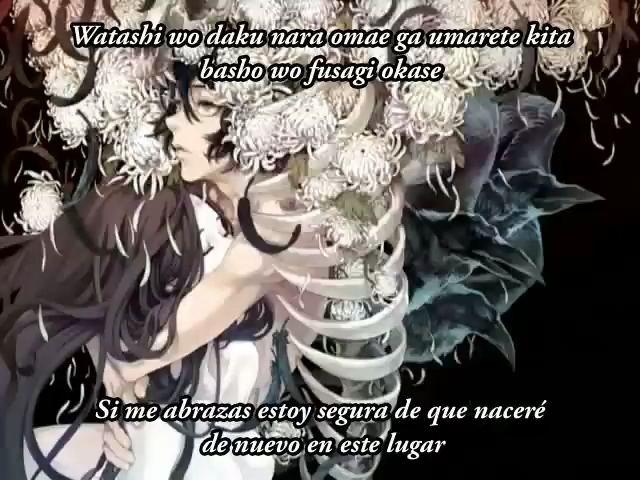 Watashi wo daku nara omae ga umarete kita
basho wo fusagi okase
Si me abrazas estoy segura de que naceré
de nuevo en este lugar